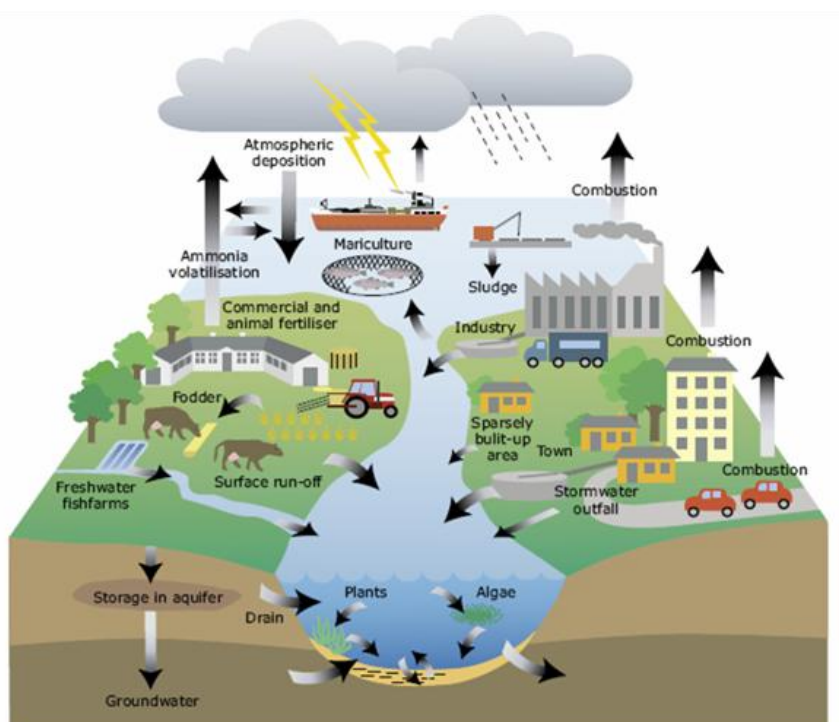 Atmospheric
deposition
Combustion
Mariculture
Ammonia
volatilisation
Sludge
Commercial and
animal fertiliser
Industry
Combustion
Fodder
Sparsely
bulit-up
area
Town
Combustion
Freshwater
fishfarms
Surface run-off
Stormwater
outfall
Storage in aquifer
Plants
Algae
Drain
Groundwater